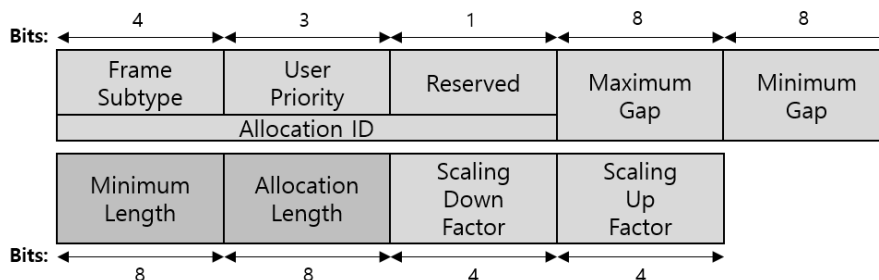 4 3 1 8 8
Bits:
Frame Subtype User Priority Reserved Maximum Gap Minimum Gap
Allocation ID
Minimum Length Allocation Length Scaling Down Factor Scaling Up Factor
Bits:
8 8 4 4